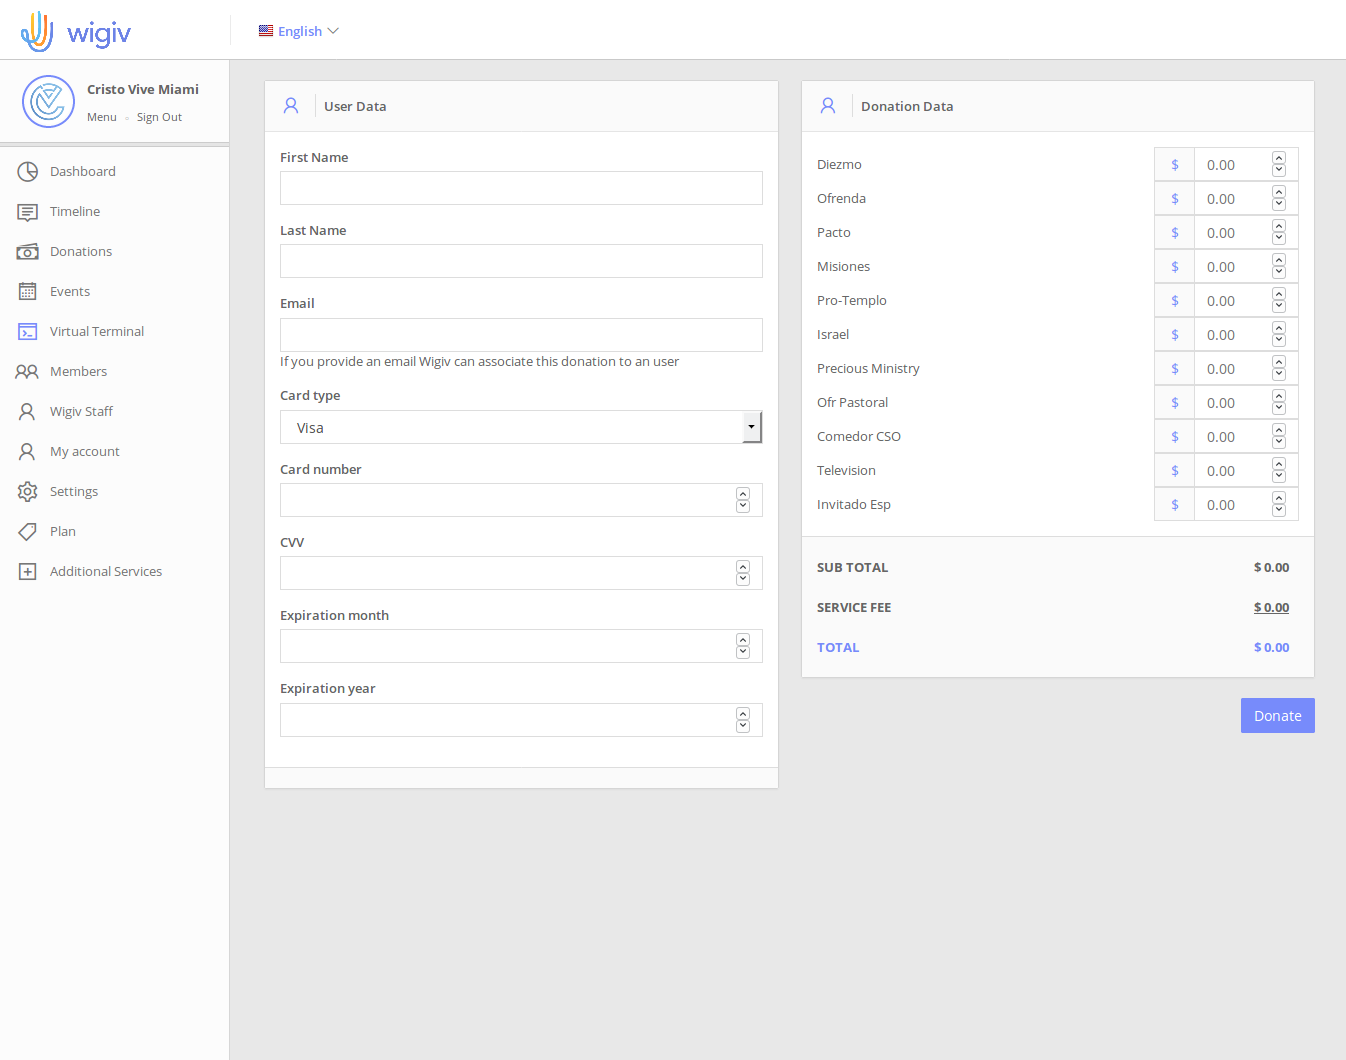 wigiv
English
Cristo Vive Miami
Menu Sign Out
Dashboard
Timeline
Donations
Events
Virtual Terminal
Members
Wigiv Staff
My account
Settings
Plan
Additional Services
User Data
First Name
Last Name
Email
If you provide an email Wigiv can associate this donation to an user
Card type
Visa
Card number
CVV
Expiration month
Expiration year
Donation Data
Diezmo $ 0.00
Ofrenda $ 0.00
Pacto $ 0.00
Misiones $ 0.00
Pro-Templo $ 0.00
Israel $ 0.00
Precious Ministry $ 0.00
Ofr Pastoral $ 0.00
Comedor CSO $ 0.00
Television $ 0.00
Invitado Esp $ 0.00
SUB TOTAL $ 0.00
SERVICE FEE $ 0.00
TOTAL $ 0.00
Donate